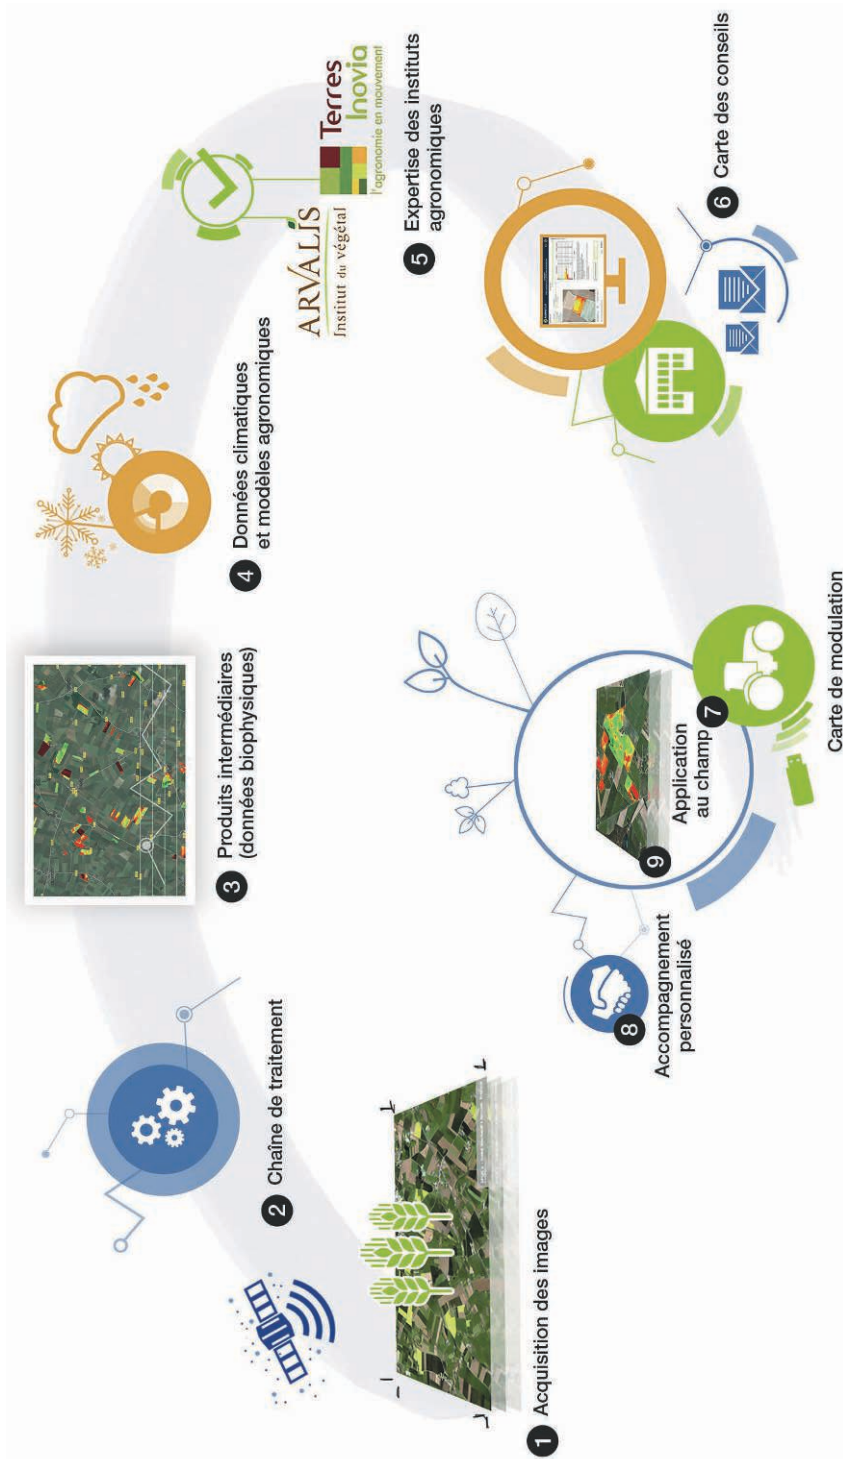 1 Acquisition des images
2 Chaîne de traitement
3 Produits intermédiaires
(données biophysiques)
4 Données climatiques
et modèles agronomiques
ARVALIS
Institut du végétal
Terres
Inovia
l'agronomie en mouvement
5 Expertise des instituts
agronomiques
6 Carte des conseils
7
Carte de modulation
8 Accompagnement
personnalisé
9 Application
au champ